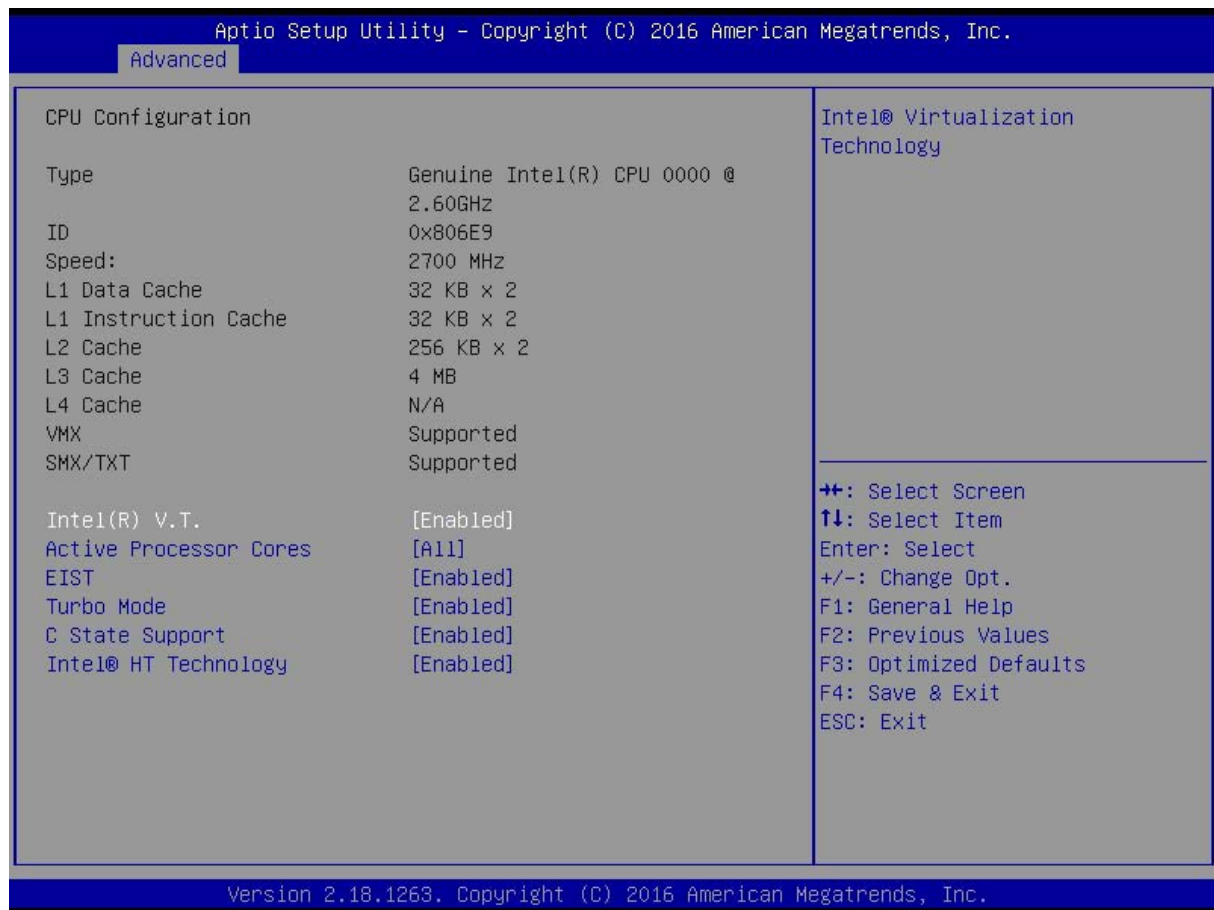 Aptio Setup Utility – Copyright (C) 2016 American Megatrends, Inc.
Advanced
CPU Configuration
Type Genuine Intel(R) CPU 0000 @
2.60GHz
ID 0x806E9
Speed: 2700 MHz
L1 Data Cache 32 KB x 2
L1 Instruction Cache 32 KB x 2
L2 Cache 256 KB x 2
L3 Cache 4 MB
L4 Cache N/A
VMX Supported
SMX/TXT Supported
Intel(R) V.T. [Enabled]
Active Processor Cores [All]
EIST [Enabled]
Turbo Mode [Enabled]
C State Support [Enabled]
Intel® HT Technology [Enabled]
Intel® Virtualization
Technology
→←: Select Screen
↑↓: Select Item
Enter: Select
+/-: Change Opt.
F1: General Help
F2: Previous Values
F3: Optimized Defaults
F4: Save & Exit
ESC: Exit
Version 2.18.1263. Copyright (C) 2016 American Megatrends, Inc.